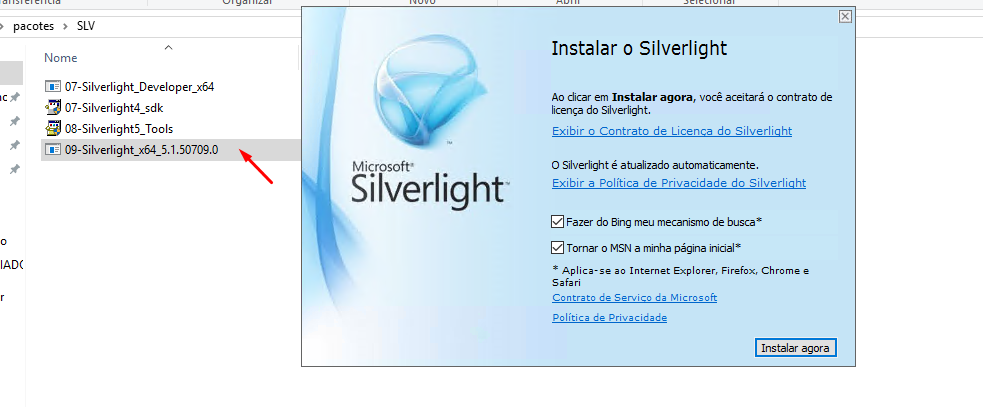 Transferência
Organizar
Novo
Abrir
Selecionar
pacotes > SLV
Nome
07-Silverlight_Developer_x64
07-Silverlight4_sdk
08-Silverlight5_Tools
09-Silverlight_x64_5.1.50709.0
nc
o
IADO
r
Microsoft®
Silverlight™
Instalar o Silverlight
Ao clicar em Instalar agora, você aceitará o contrato de
licença do Silverlight.
Exibir o Contrato de Licença do Silverlight
O Silverlight é atualizado automaticamente.
Exibir a Política de Privacidade do Silverlight
Fazer do Bing meu mecanismo de busca*
Tornar o MSN a minha página inicial*
* Aplica-se ao Internet Explorer, Firefox, Chrome e
Safari
Contrato de Serviço da Microsoft
Política de Privacidade
Instalar agora